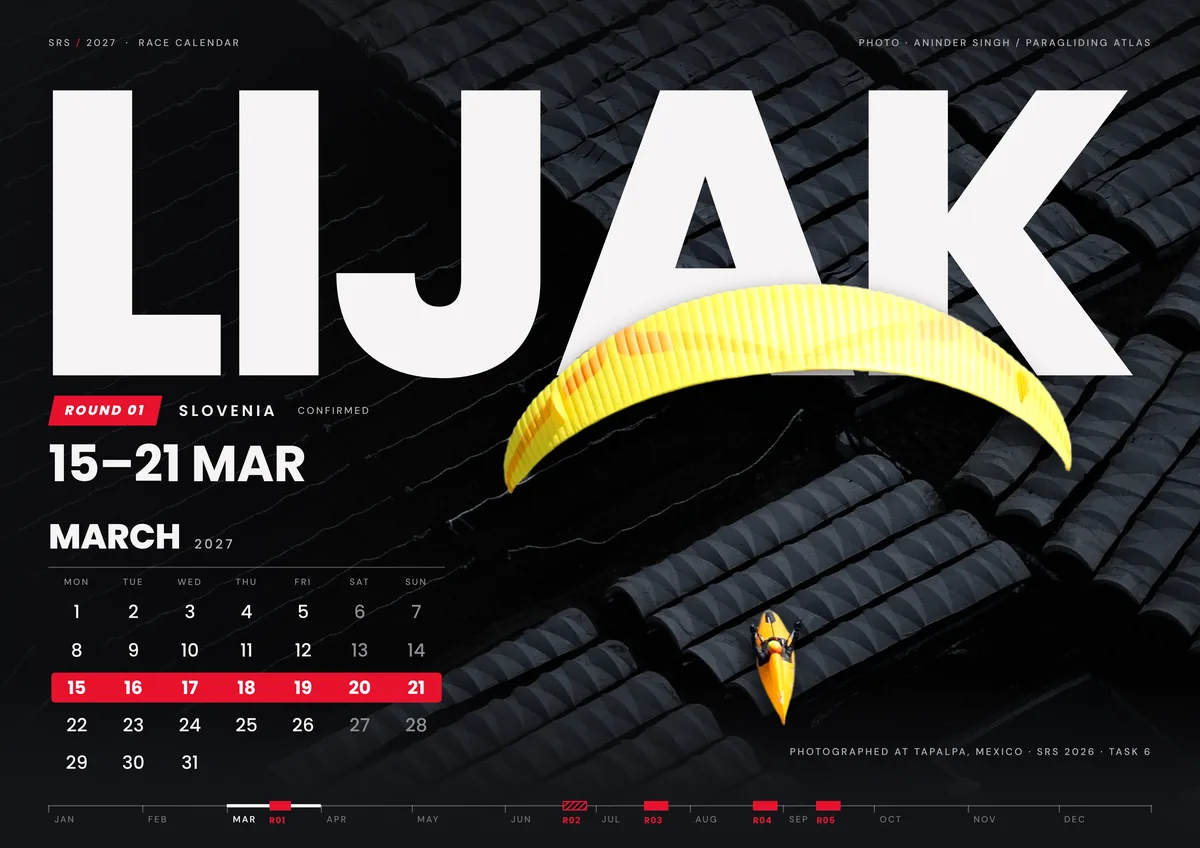 SRS / 2027 · RACE CALENDAR
PHOTO · ANINDER SINGH / PARAGLIDING ATLAS
LIJAK
ROUND 01 SLOVENIA CONFIRMED
15–21 MAR
MARCH 2027
MON TUE WED THU FRI SAT SUN
1 2 3 4 5 6 7
8 9 10 11 12 13 14
15 16 17 18 19 20 21
22 23 24 25 26 27 28
29 30 31
PHOTOGRAPHED AT TAPALPA, MEXICO · SRS 2026 · TASK 6
JAN FEB MAR R01 APR MAY JUN R02 JUL R03 AUG R04 SEP R05 OCT NOV DEC